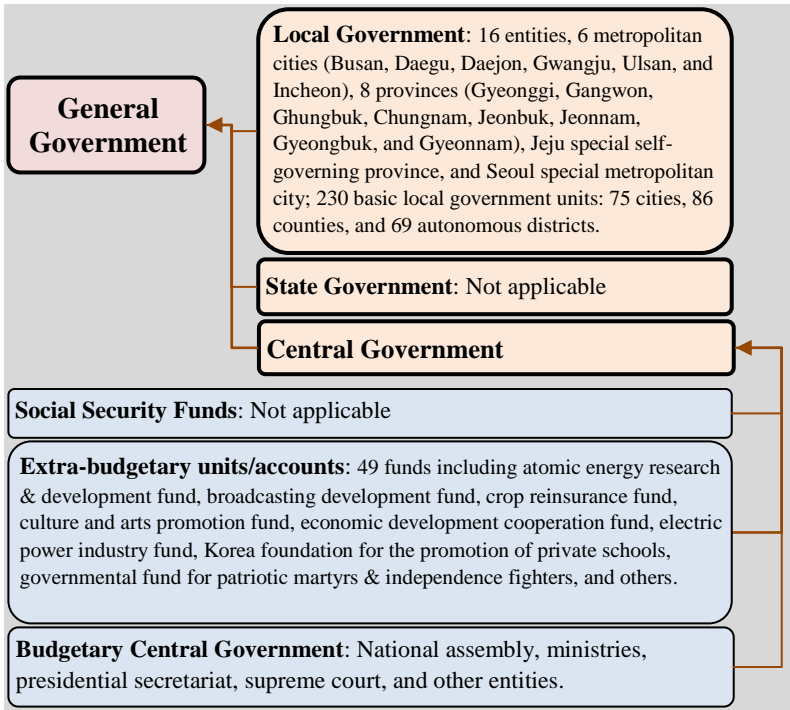 General
Government
Local Government: 16 entities, 6 metropolitan
cities (Busan, Daegu, Daejon, Gwangju, Ulsan, and
Incheon), 8 provinces (Gyeonggi, Gangwon,
Ghungbuk, Chungnam, Jeonbuk, Jeonnam,
Gyeongbuk, and Gyeonnam), Jeju special self-
governing province, and Seoul special metropolitan
city; 230 basic local government units: 75 cities, 86
counties, and 69 autonomous districts.
State Government: Not applicable
Central Government
Social Security Funds: Not applicable
Extra-budgetary units/accounts: 49 funds including atomic energy research
& development fund, broadcasting development fund, crop reinsurance fund,
culture and arts promotion fund, economic development cooperation fund, electric
power industry fund, Korea foundation for the promotion of private schools,
governmental fund for patriotic martyrs & independence fighters, and others.
Budgetary Central Government: National assembly, ministries,
presidential secretariat, supreme court, and other entities.